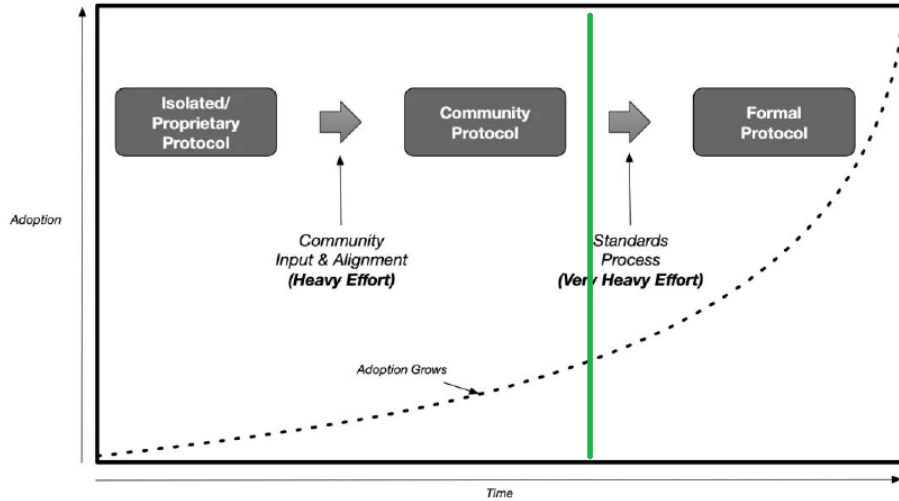 Isolated/
Proprietary
Protocol
Community
Protocol
Formal
Protocol
Adoption
Community
Input & Alignment
(Heavy Effort)
Standards
Process
(Very Heavy Effort)
Adoption Grows
Time